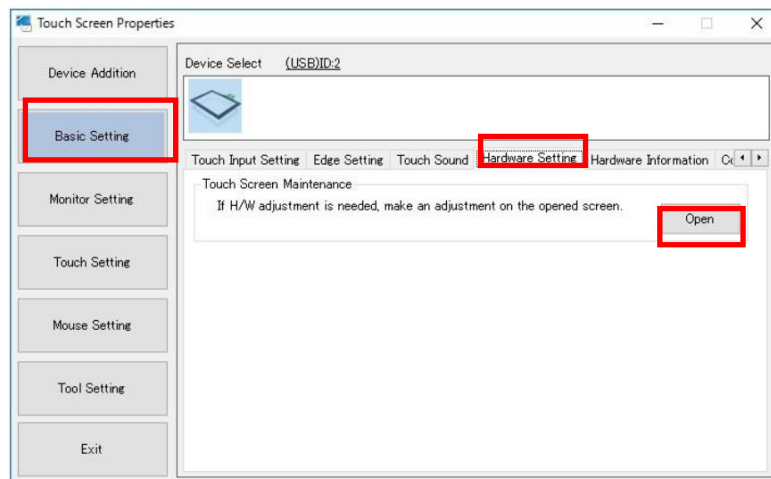 Touch Screen Properties
Device Addition
Basic Setting
Monitor Setting
Touch Setting
Mouse Setting
Tool Setting
Exit
Device Select (USB)ID:2
Touch Input Setting Edge Setting Touch Sound Hardware Setting Hardware Information
Touch Screen Maintenance
If H/W adjustment is needed, make an adjustment on the opened screen.
Open